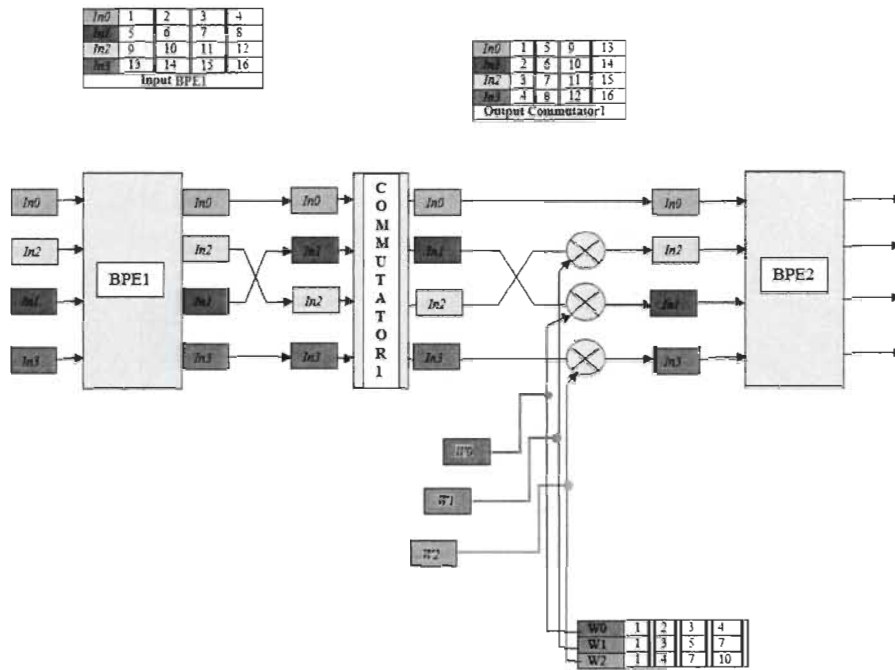 In0 1 2 3 4
In1 5 6 7 8
In2 9 10 11 12
In3 13 14 15 16
Input BPE1
In0 1 5 9 13
In1 2 6 10 14
In2 3 7 11 15
In3 4 8 12 16
Output Commutator1
In0 In0 In0 In0
In2 In2 In1 In1 In2
In1 In1 In2 In2 In1
In3 In3 In3 In3 In3
BPE1
COMMUTATOR1
BPE2
W0
W1
W2
W0 1 2 3 4
W1 1 3 5 7
W2 1 4 7 10